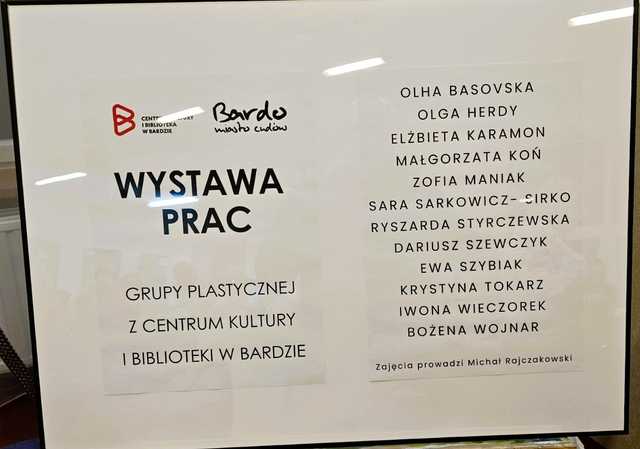 CENTRUM KULTURY
I BIBLIOTEKA
W BARDZIE
Bardo
miasto cudów
WYSTAWA
PRAC
GRUPY PLASTYCZNEJ
Z CENTRUM KULTURY
I BIBLIOTEKI W BARDZIE
OLHA BASOVSKA
OLGA HERDY
ELŻBIETA KARAMON
MAŁGORZATA KOŃ
ZOFIA MANIAK
SARA SARKOWICZ- SIRKO
RYSZARDA STYRCZEWSKA
DARIUSZ SZEWCZYK
EWA SZYBIAK
KRYSTYNA TOKARZ
IWONA WIECZOREK
BOŻENA WOJNAR
Zajęcia prowadzi Michał Rajczakowski